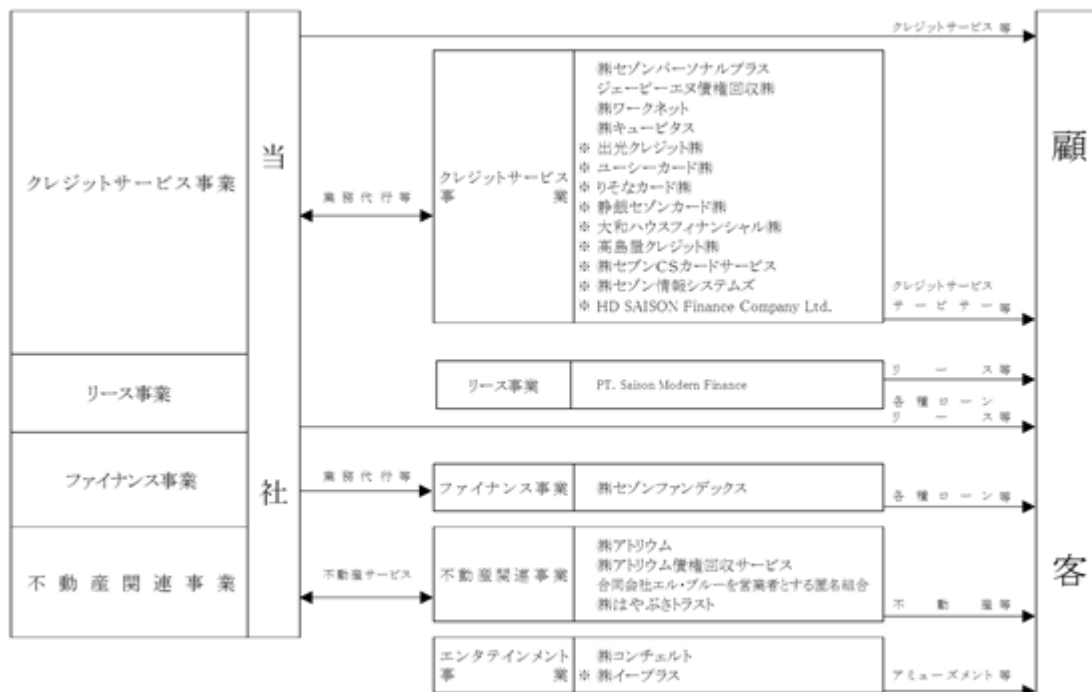 クレジットサービス事業
リース事業
ファイナンス事業
不動産関連事業
当
社
クレジットサービス等
業務代行等
クレジットサービス
事業
㈱セゾンパーソナルプラス
ジェーピーエヌ債権回収㈱
㈱ワークネット
㈱キュービタス
※ 出光クレジット㈱
※ ユーシーカード㈱
※ りそなカード㈱
※ 静銀セゾンカード㈱
※ 大和ハウスフィナンシャル㈱
※ 高島屋クレジット㈱
※ ㈱セブンCSカードサービス
※ ㈱セゾン情報システムズ
※ HD SAISON Finance Company Ltd.
クレジットサービス
サービサー等
リース事業
PT. Saison Modern Finance
リース等
各種ローン
リース等
業務代行等
ファイナンス事業
㈱セゾンファンデックス
各種ローン等
不動産サービス
不動産関連事業
㈱アトリウム
㈱アトリウム債権回収サービス
合同会社エル・ブルーを営業者とする匿名組合
㈱はやぶさトラスト
不動産等
エンタテインメント
事業
㈱コンチェルト
※ ㈱イープラス
アミューズメント等
顧
客